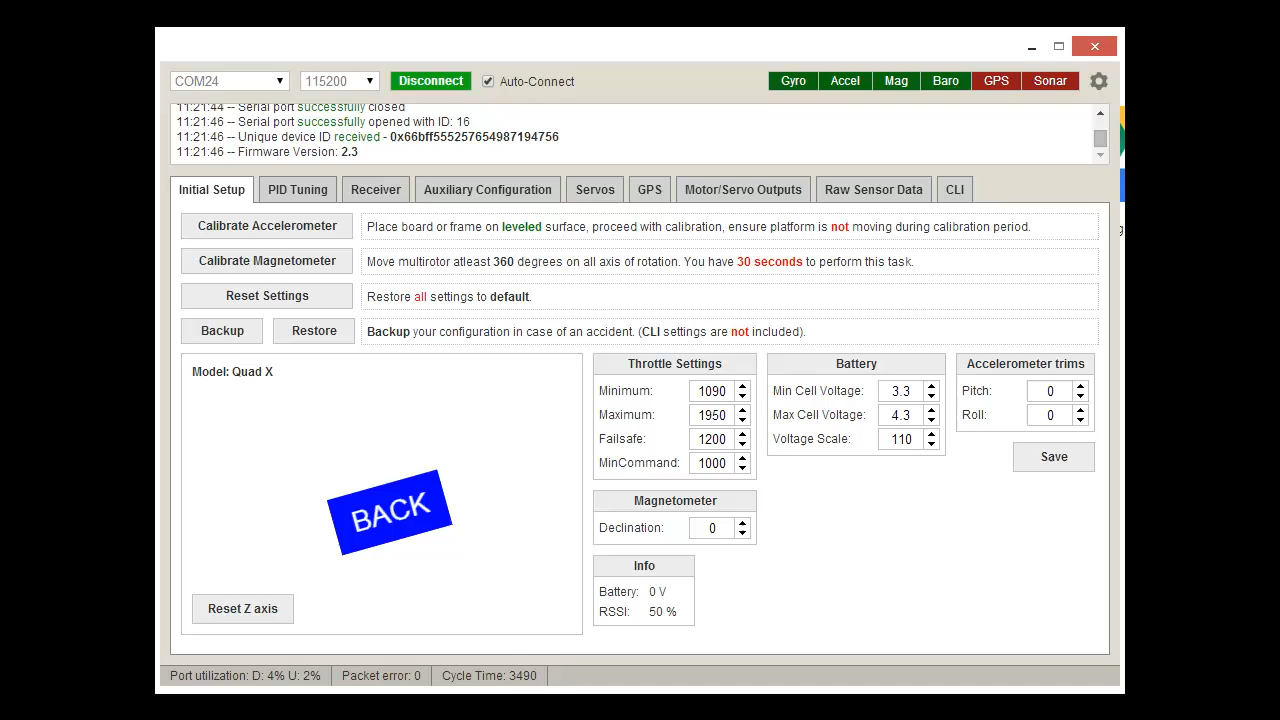 COM24 115200 Disconnect Auto-Connect Gyro Accel Mag Baro GPS Sonar
11:21:44 -- Serial port successfully closed
11:21:46 -- Serial port successfully opened with ID: 16
11:21:46 -- Unique device ID received - 0x66bff555257654987194756
11:21:46 -- Firmware Version: 2.3
Initial Setup PID Tuning Receiver Auxiliary Configuration Servos GPS Motor/Servo Outputs Raw Sensor Data CLI
Calibrate Accelerometer Place board or frame on leveled surface, proceed with calibration, ensure platform is not moving during calibration period.
Calibrate Magnetometer Move multirotor atleast 360 degrees on all axis of rotation. You have 30 seconds to perform this task.
Reset Settings Restore all settings to default.
Backup Restore Backup your configuration in case of an accident. (CLI settings are not included).
Model: Quad X
BACK
Reset Z axis
Throttle Settings
Minimum: 1090
Maximum: 1950
Failsafe: 1200
MinCommand: 1000
Magnetometer
Declination: 0
Info
Battery: 0 V
RSSI: 50 %
Battery
Min Cell Voltage: 3.3
Max Cell Voltage: 4.3
Voltage Scale: 110
Accelerometer trims
Pitch: 0
Roll: 0
Save
Port utilization: D: 4% U: 2% Packet error: 0 Cycle Time: 3490